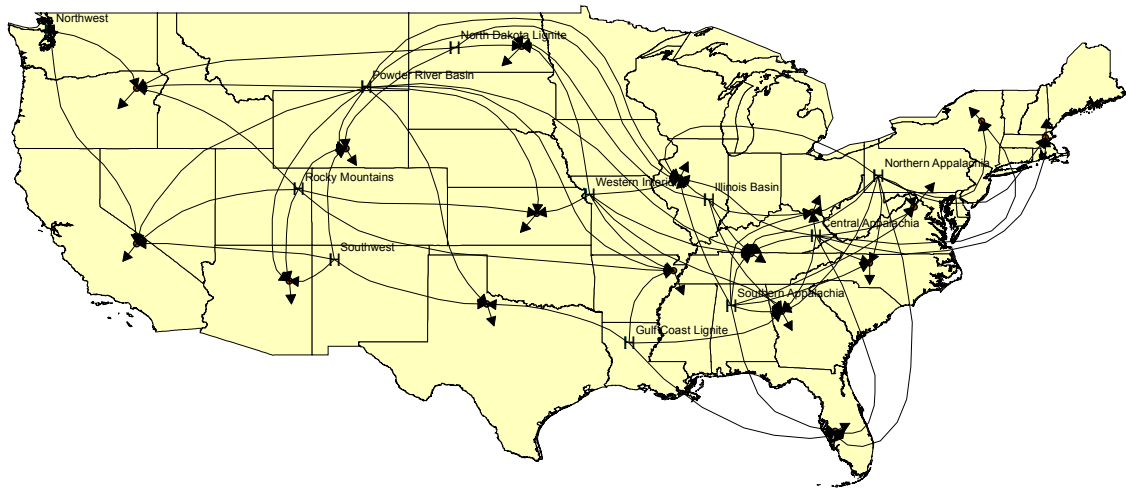 Northwest
North Dakota Lignite
Powder River Basin
Northern Appalachia
Rocky Mountains
Western Interior
Illinois Basin
Central Appalachia
Southwest
Southern Appalachia
Gulf Coast Lignite